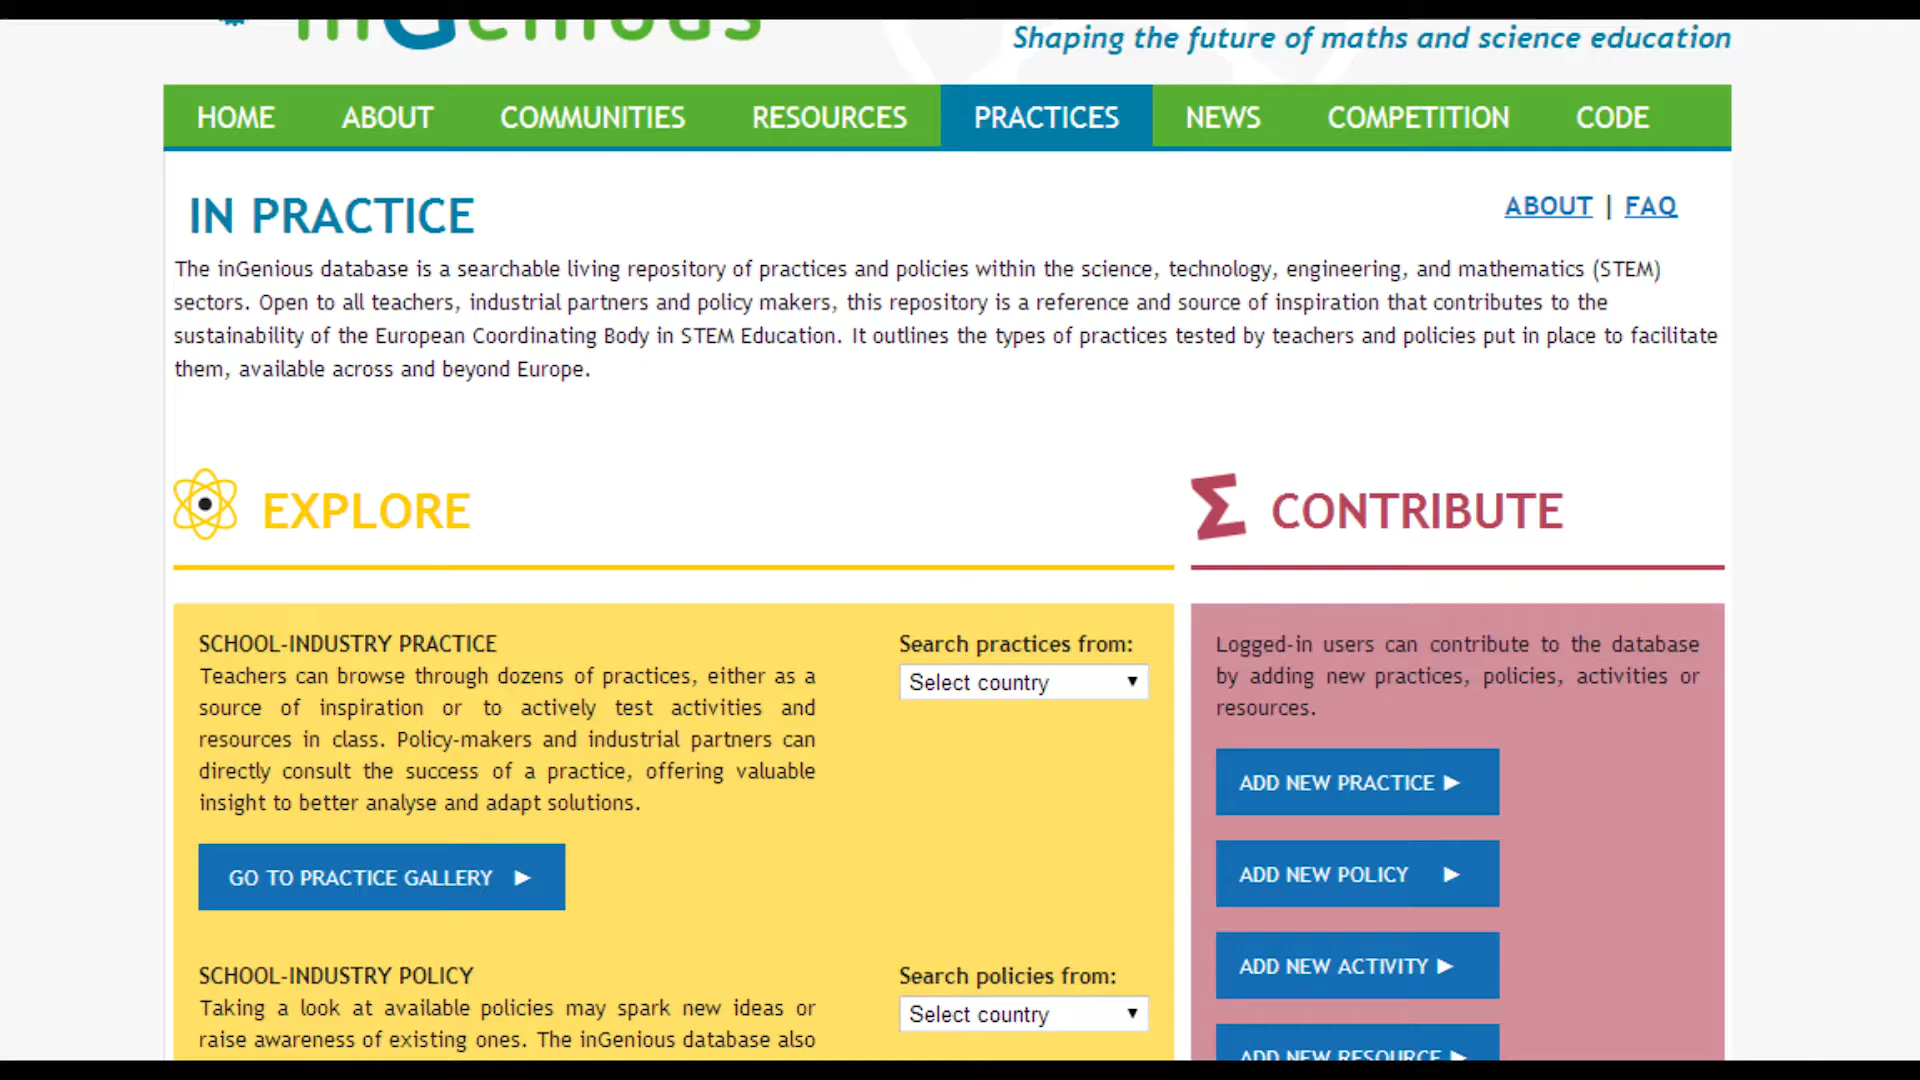 inGenious
Shaping the future of maths and science education
HOME ABOUT COMMUNITIES RESOURCES PRACTICES NEWS COMPETITION CODE
IN PRACTICE
ABOUT | FAQ
The inGenious database is a searchable living repository of practices and policies within the science, technology, engineering, and mathematics (STEM)
sectors. Open to all teachers, industrial partners and policy makers, this repository is a reference and source of inspiration that contributes to the
sustainability of the European Coordinating Body in STEM Education. It outlines the types of practices tested by teachers and policies put in place to facilitate
them, available across and beyond Europe.
EXPLORE
SCHOOL-INDUSTRY PRACTICE
Teachers can browse through dozens of practices, either as a
source of inspiration or to actively test activities and
resources in class. Policy-makers and industrial partners can
directly consult the success of a practice, offering valuable
insight to better analyse and adapt solutions.
GO TO PRACTICE GALLERY ►
Search practices from:
Select country ▼
SCHOOL-INDUSTRY POLICY
Taking a look at available policies may spark new ideas or
raise awareness of existing ones. The inGenious database also
Search policies from:
Select country ▼
Σ CONTRIBUTE
Logged-in users can contribute to the database
by adding new practices, policies, activities or
resources.
ADD NEW PRACTICE ►
ADD NEW POLICY ►
ADD NEW ACTIVITY ►
ADD NEW RESOURCE ►